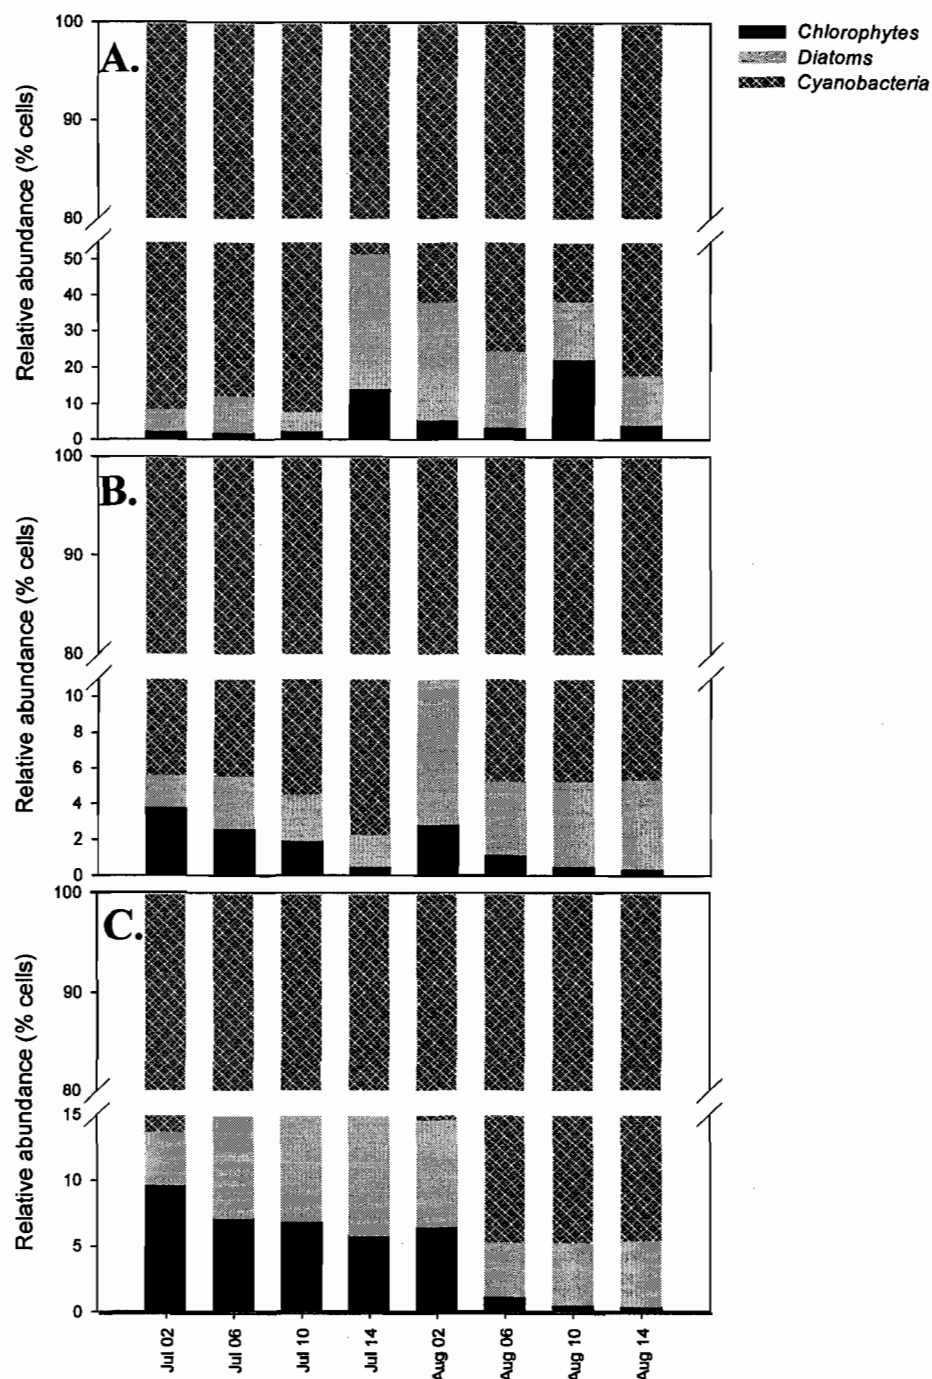 Chlorophytes
Diatoms
Cyanobacteria
A.
Relative abundance (% cells)
100
90
80
50
40
30
20
10
0
B.
Relative abundance (% cells)
100
90
80
10
8
6
4
2
0
C.
Relative abundance (% cells)
100
90
80
15
10
5
0
Jul 02
Jul 06
Jul 10
Jul 14
Aug 02
Aug 06
Aug 10
Aug 14